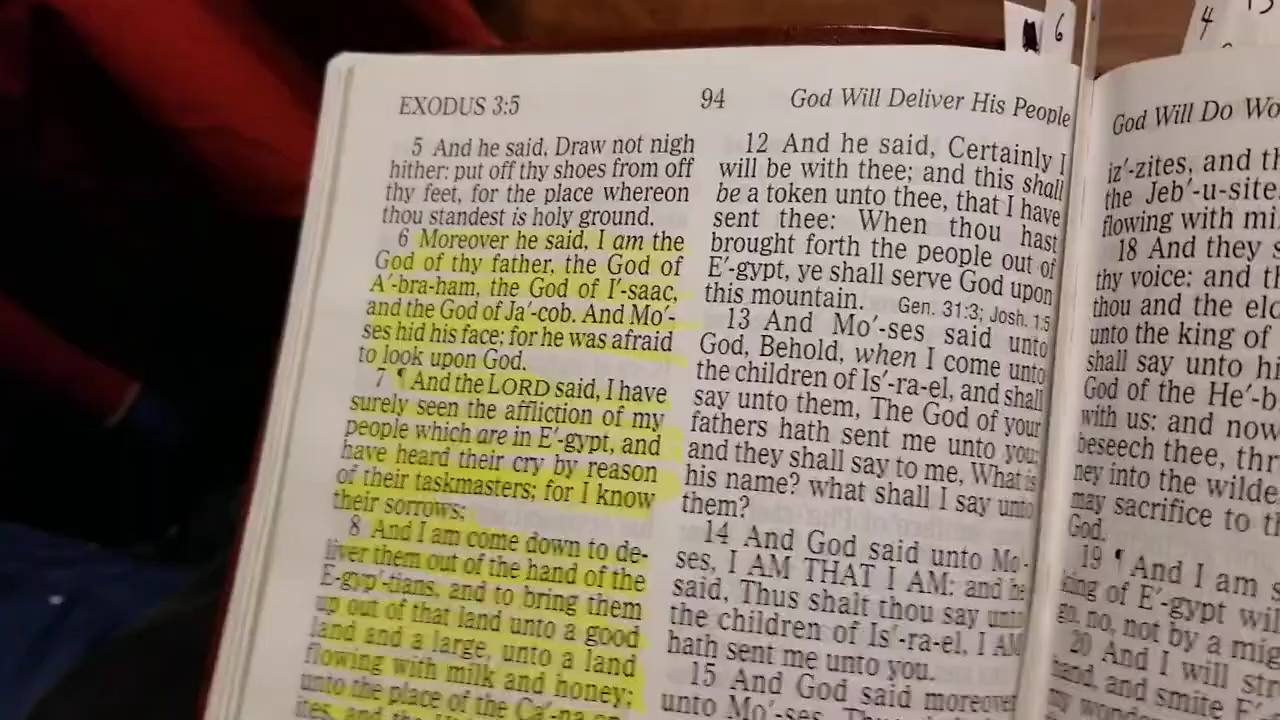 6
4
EXODUS 3:5
94
God Will Deliver His People
5 And he said, Draw not nigh
hither: put off thy shoes from off
thy feet, for the place whereon
thou standest is holy ground.
6 Moreover he said, I am the
God of thy father, the God of
A′-bra-ham, the God of I′-saac,
and the God of Ja′-cob. And Mo′-
ses hid his face; for he was afraid
to look upon God.
7 ¶ And the LORD said, I have
surely seen the affliction of my
people which are in E′-gypt, and
have heard their cry by reason
of their taskmasters; for I know
their sorrows;
8 And I am come down to de-
liver them out of the hand of the
E-gyp′-tians, and to bring them
up out of that land unto a good
land and a large, unto a land
flowing with milk and honey;
unto the place of the Ca′-na-an-
ites, and the
12 And he said, Certainly I
will be with thee; and this shall
be a token unto thee, that I have
sent thee: When thou hast
brought forth the people out of
E′-gypt, ye shall serve God upon
this mountain. Gen. 31:3; Josh. 1:5
13 And Mo′-ses said unto
God, Behold, when I come unto
the children of Is′-ra-el, and shall
say unto them, The God of your
fathers hath sent me unto you;
and they shall say to me, What is
his name? what shall I say unto
them?
14 And God said unto Mo′-
ses, I AM THAT I AM: and he
said, Thus shalt thou say unto
the children of Is′-ra-el, I AM
hath sent me unto you.
15 And God said moreover
unto Mo′-ses, Thus
God Will Do Wo
iz′-zites, and th
the Jeb′-u-site
flowing with mi
18 And they s
thy voice: and th
thou and the eld
unto the king of
shall say unto hi
God of the He′-b
with us: and now
beseech thee, thr
ney into the wilde
may sacrifice to th
God.
19 ¶ And I am s
king of E′-gypt wil
go, no, not by a mig
20 And I will str
hand, and smite E′
my wond